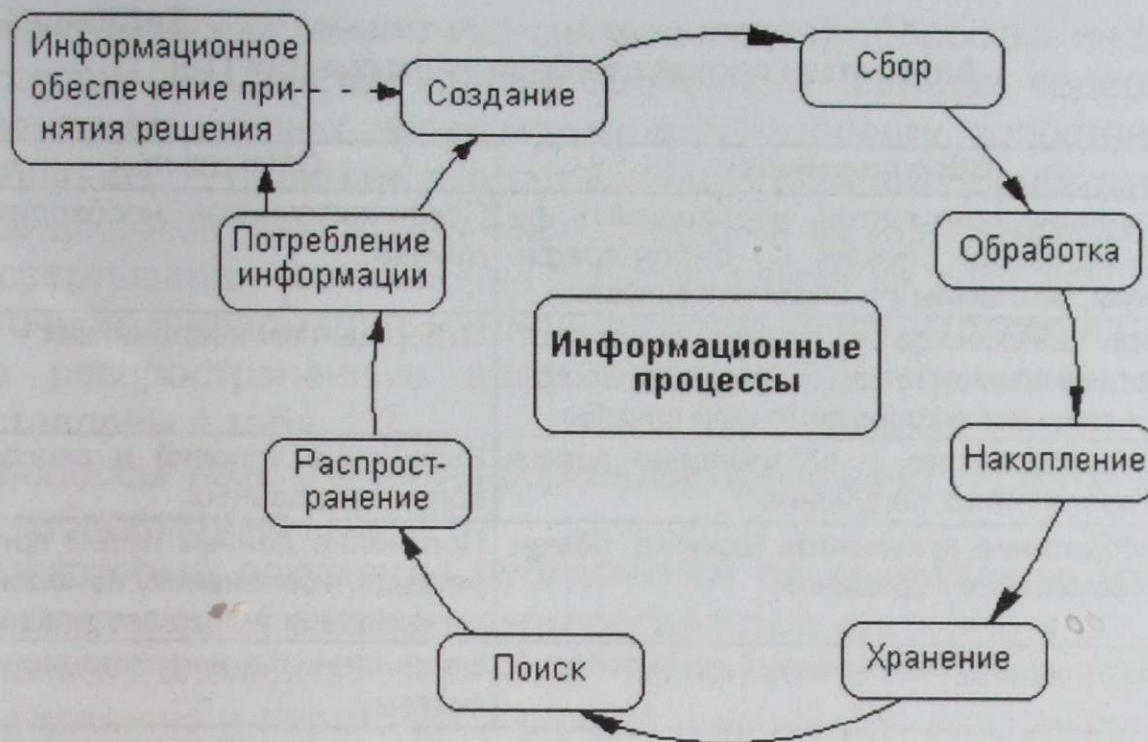 Информационное
обеспечение при-
нятия решения
Создание
Сбор
Обработка
Накопление
Хранение
Поиск
Распрост-
ранение
Потребление
информации
Информационные
процессы